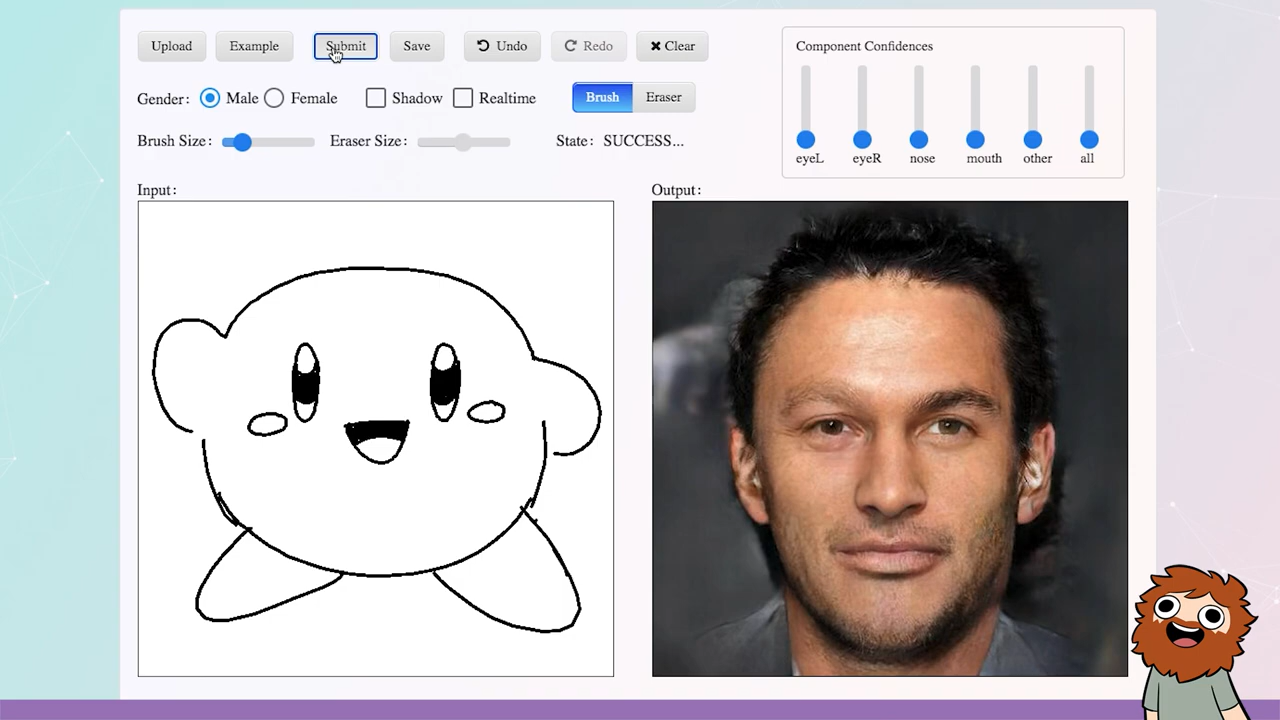 Upload Example Submit Save Undo Redo Clear
Gender: Male Female Shadow Realtime Brush Eraser
Brush Size: Eraser Size: State: SUCCESS...
Component Confidences
eyeL eyeR nose mouth other all
Input: Output: